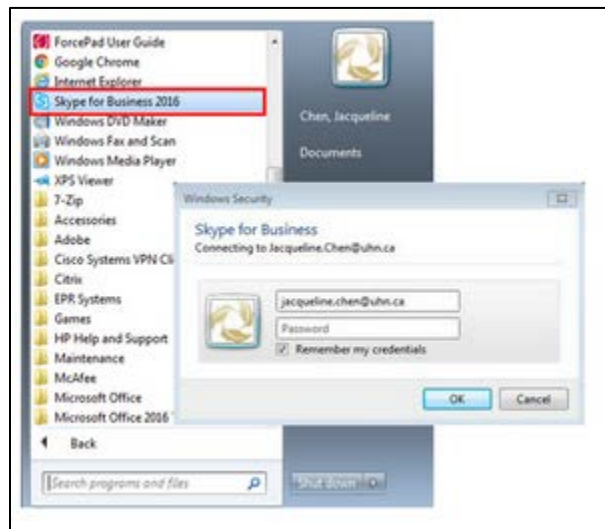 ForcePad User Guide
Google Chrome
Internet Explorer
Skype for Business 2016
Windows DVD Maker
Windows Fax and Scan
Windows Media Player
XPS Viewer
7-Zip
Accessories
Adobe
Cisco Systems VPN Cli
Citrix
EPR Systems
Games
HP Help and Support
Maintenance
McAfee
Microsoft Office
Microsoft Office 2016
Back
Search programs and files
Chen, Jacqueline
Documents
Shut down
Windows Security
Skype for Business
Connecting to Jacqueline.Chen@uhn.ca
jacqueline.chen@uhn.ca
Password
Remember my credentials
OK
Cancel